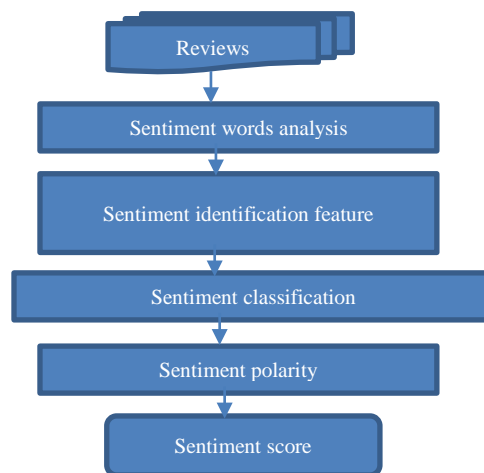 Reviews
Sentiment words analysis
Sentiment identification feature
Sentiment classification
Sentiment polarity
Sentiment score